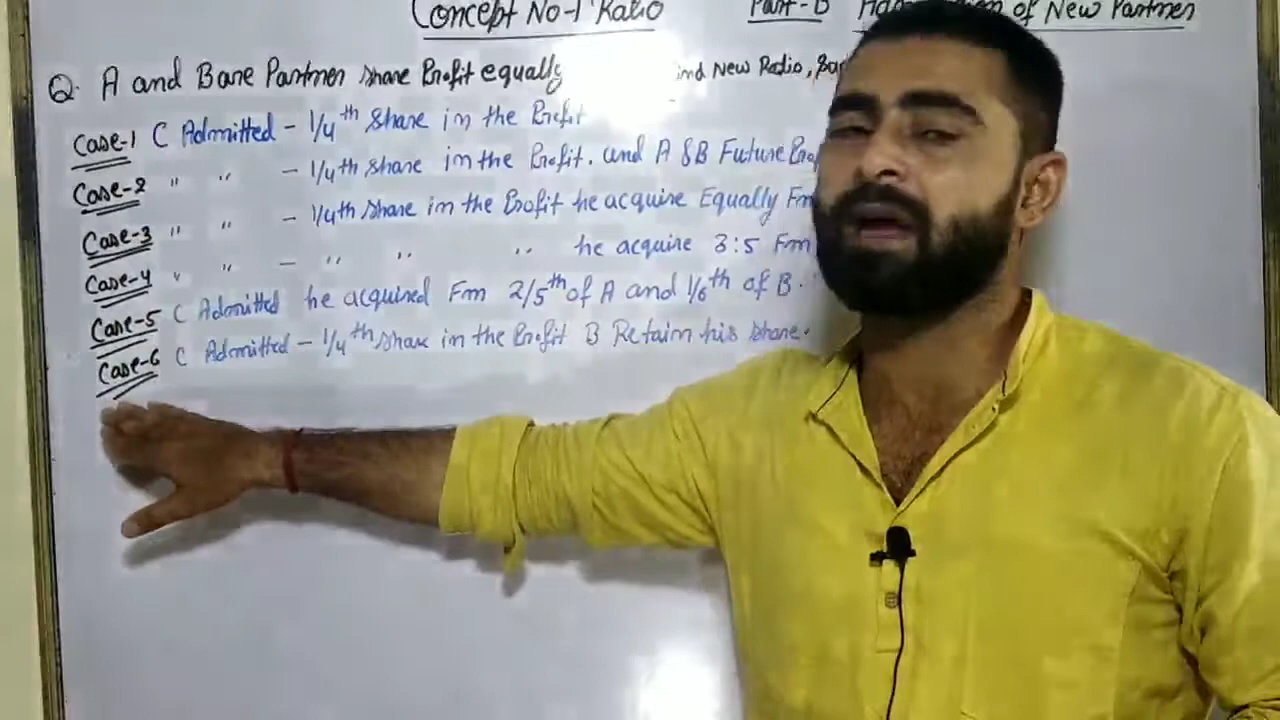 Concept No-1 Ratio Part-B of New Partner
Q. A and B are Partner share Profit equally ind New Ratio,
Case-1 C Admitted - 1/4th share in the Profit
Case-2 " " - 1/4th share in the Profit. and A & B Future
Case-3 " " - 1/4th share in the Profit he acquire Equally Fm
Case-4 " " - " " " he acquire 3:5 Fm
Case-5 C Admitted he acquired Fm 2/5th of A and 1/6th of B.
Case-6 C Admitted - 1/4th share in the Profit B Retain his share.